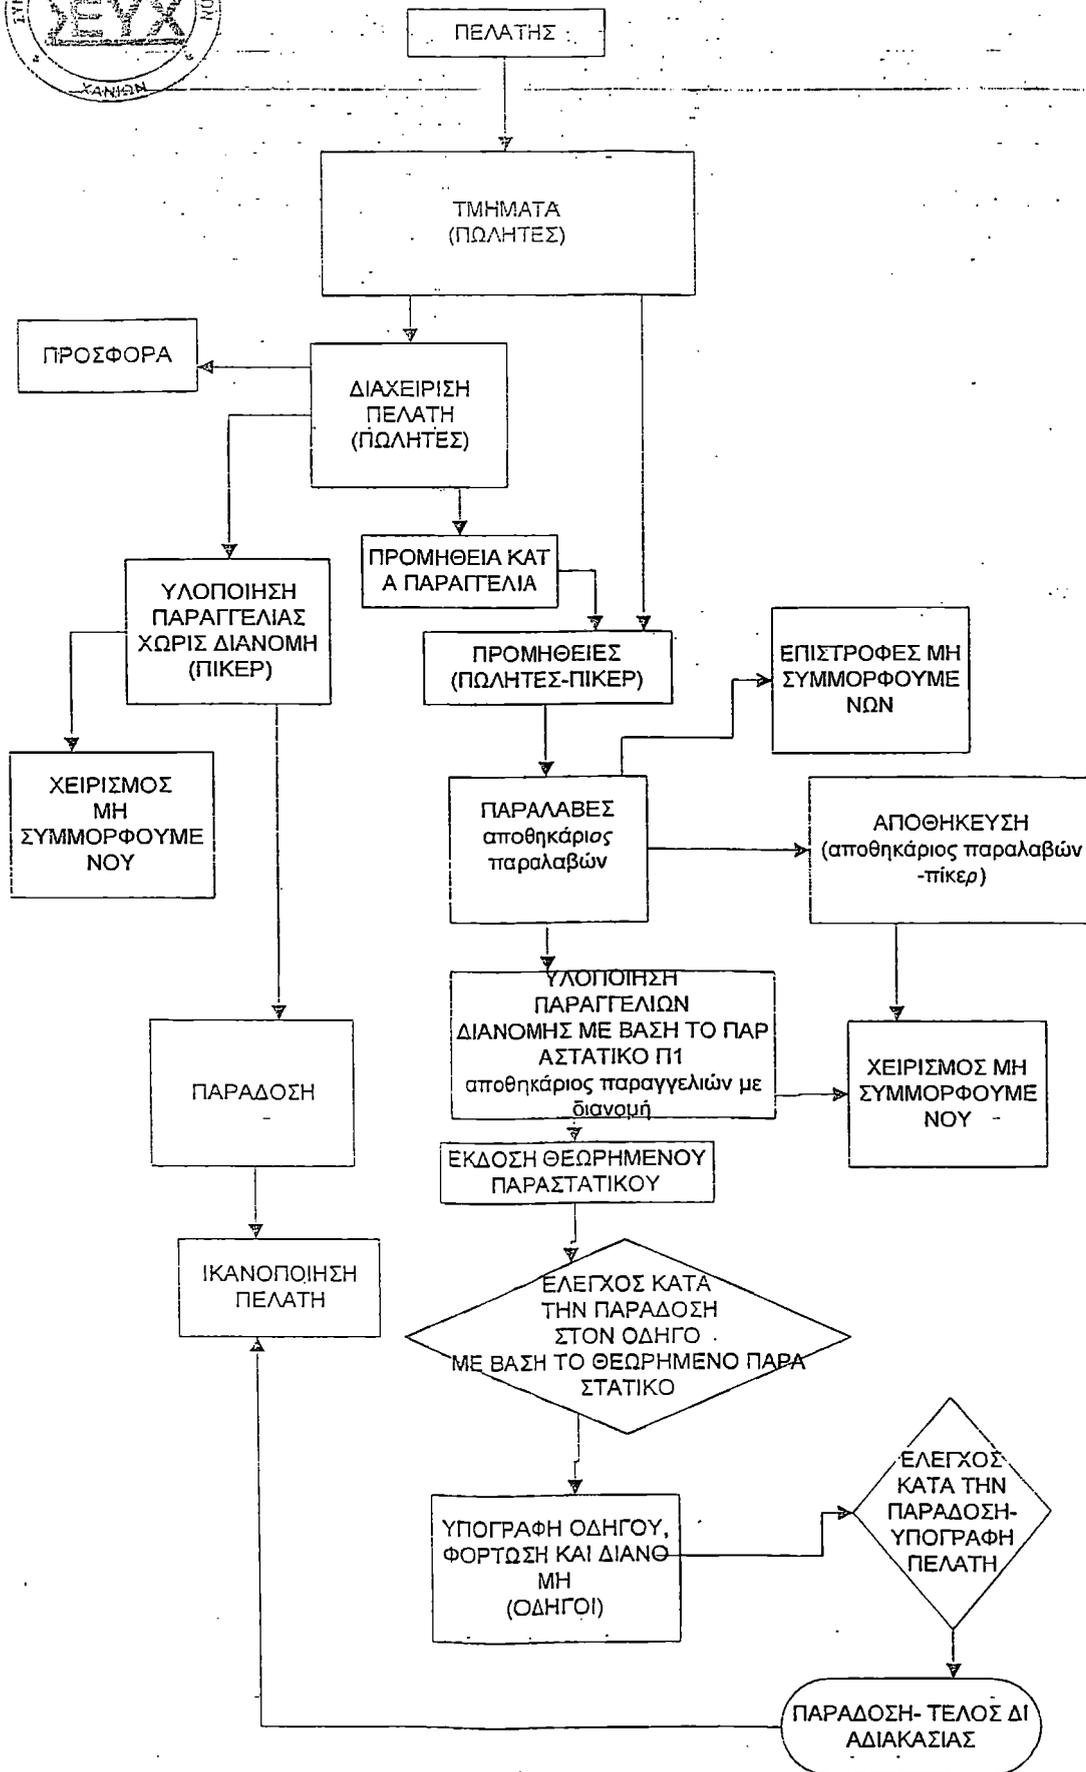 ΣΕΥΧ
ΧΑΝΙΩΝ
ΠΕΛΑΤΗΣ
ΤΜΗΜΑΤΑ
(ΠΩΛΗΤΕΣ)
ΠΡΟΣΦΟΡΑ
ΔΙΑΧΕΙΡΙΣΗ
ΠΕΛΑΤΗ
(ΠΩΛΗΤΕΣ)
ΠΡΟΜΗΘΕΙΑ ΚΑΤ
Α ΠΑΡΑΓΓΕΛΙΑ
ΥΛΟΠΟΙΗΣΗ
ΠΑΡΑΓΓΕΛΙΑΣ
ΧΩΡΙΣ ΔΙΑΝΟΜΗ
(ΠΙΚΕΡ)
ΠΡΟΜΗΘΕΙΕΣ
(ΠΩΛΗΤΕΣ-ΠΙΚΕΡ)
ΕΠΙΣΤΡΟΦΕΣ ΜΗ
ΣΥΜΜΟΡΦΟΥΜΕ
ΝΩΝ
ΧΕΙΡΙΣΜΟΣ
ΜΗ
ΣΥΜΜΟΡΦΟΥΜΕ
ΝΟΥ
ΠΑΡΑΛΑΒΕΣ
αποθηκάριος
παραλαβών
ΑΠΟΘΗΚΕΥΣΗ
(αποθηκάριος παραλαβών
-πίκερ)
ΥΛΟΠΟΙΗΣΗ
ΠΑΡΑΓΓΕΛΙΩΝ
ΔΙΑΝΟΜΗΣ ΜΕ ΒΑΣΗ ΤΟ ΠΑΡ
ΑΣΤΑΤΙΚΟ Π1
αποθηκάριος παραγγελιών με
διανομή
ΧΕΙΡΙΣΜΟΣ ΜΗ
ΣΥΜΜΟΡΦΟΥΜΕ
ΝΟΥ
ΠΑΡΑΔΟΣΗ
ΕΚΔΟΣΗ ΘΕΩΡΗΜΕΝΟΥ
ΠΑΡΑΣΤΑΤΙΚΟΥ
ΙΚΑΝΟΠΟΙΗΣΗ
ΠΕΛΑΤΗ
ΕΛΕΓΧΟΣ ΚΑΤΑ
ΤΗΝ ΠΑΡΑΔΟΣΗ
ΣΤΟΝ ΟΔΗΓΟ
ΜΕ ΒΑΣΗ ΤΟ ΘΕΩΡΗΜΕΝΟ ΠΑΡΑ
ΣΤΑΤΙΚΟ
ΕΛΕΓΧΟΣ
ΚΑΤΑ ΤΗΝ
ΠΑΡΑΔΟΣΗ-
ΥΠΟΓΡΑΦΗ
ΠΕΛΑΤΗ
ΥΠΟΓΡΑΦΗ ΟΔΗΓΟΥ,
ΦΟΡΤΩΣΗ ΚΑΙ ΔΙΑΝΟ
ΜΗ
(ΟΔΗΓΟΙ)
ΠΑΡΑΔΟΣΗ- ΤΕΛΟΣ ΔΙ
ΑΔΙΑΚΑΣΙΑΣ